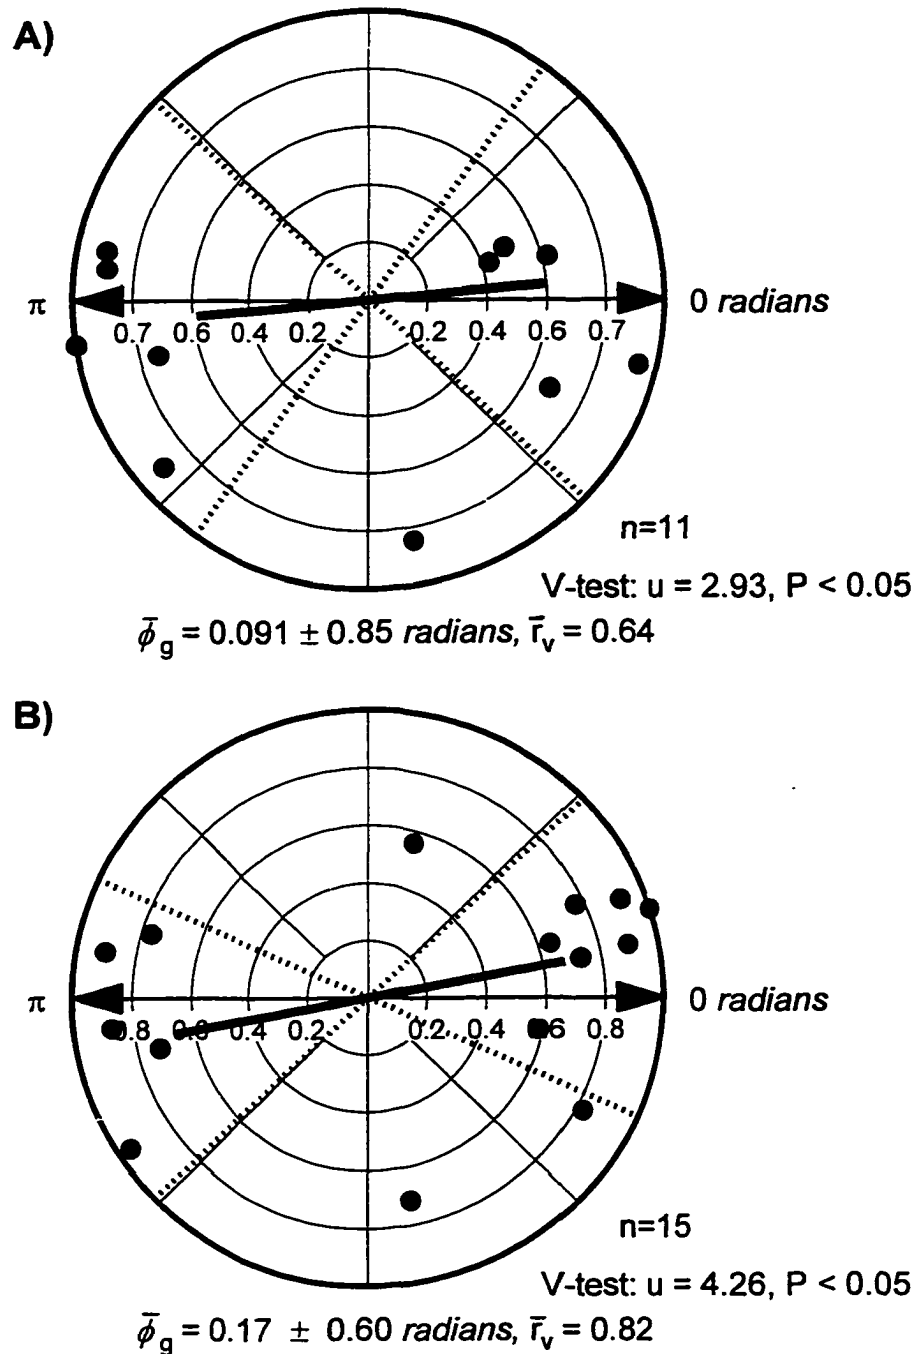 A)
π 0.7 0.6 0.4 0.2 0.2 0.4 0.6 0.7 0 radians
n=11
V-test: u = 2.93, P < 0.05
ϕ̄g = 0.091 ± 0.85 radians, r̄v = 0.64
B)
π 0.8 0.6 0.4 0.2 0.2 0.4 0.6 0.8 0 radians
n=15
V-test: u = 4.26, P < 0.05
ϕ̄g = 0.17 ± 0.60 radians, r̄v = 0.82